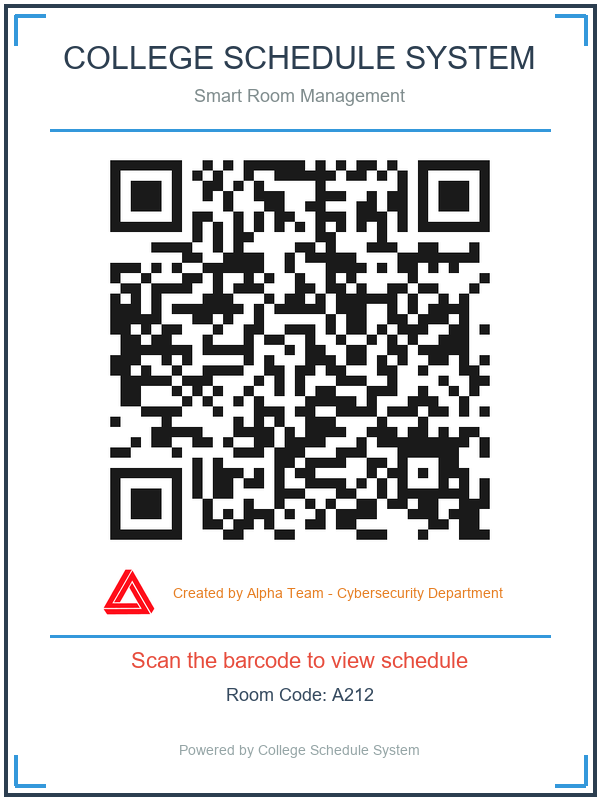 COLLEGE SCHEDULE SYSTEM
Smart Room Management
Created by Alpha Team - Cybersecurity Department
Scan the barcode to view schedule
Room Code: A212
Powered by College Schedule System